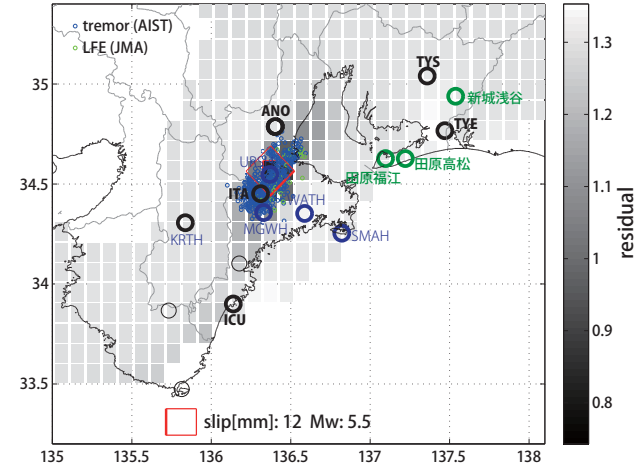 tremor (AIST)
LFE (JMA)
TYS
新城浅谷
ANO
TYE
田原高松
田原福江
ITA
WATH
MGWH
KRTH
SMAH
ICU
slip[mm]: 12 Mw: 5.5
35
34.5
34
33.5
135
135.5
136
136.5
137
137.5
138
1.3
1.2
1.1
1
0.9
0.8
residual